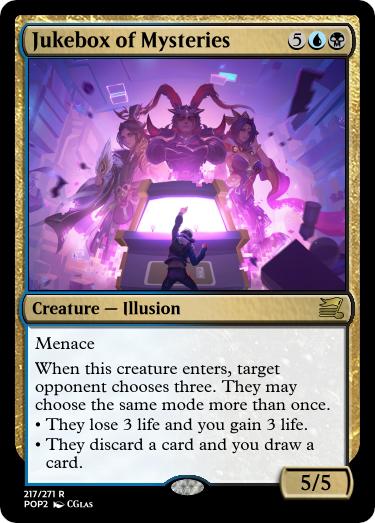 Jukebox of Mysteries 5
Creature — Illusion
Menace
When this creature enters, target
opponent chooses three. They may
choose the same mode more than once.
• They lose 3 life and you gain 3 life.
• They discard a card and you draw a
card.
5/5
217/271 R
POP2 CGlas